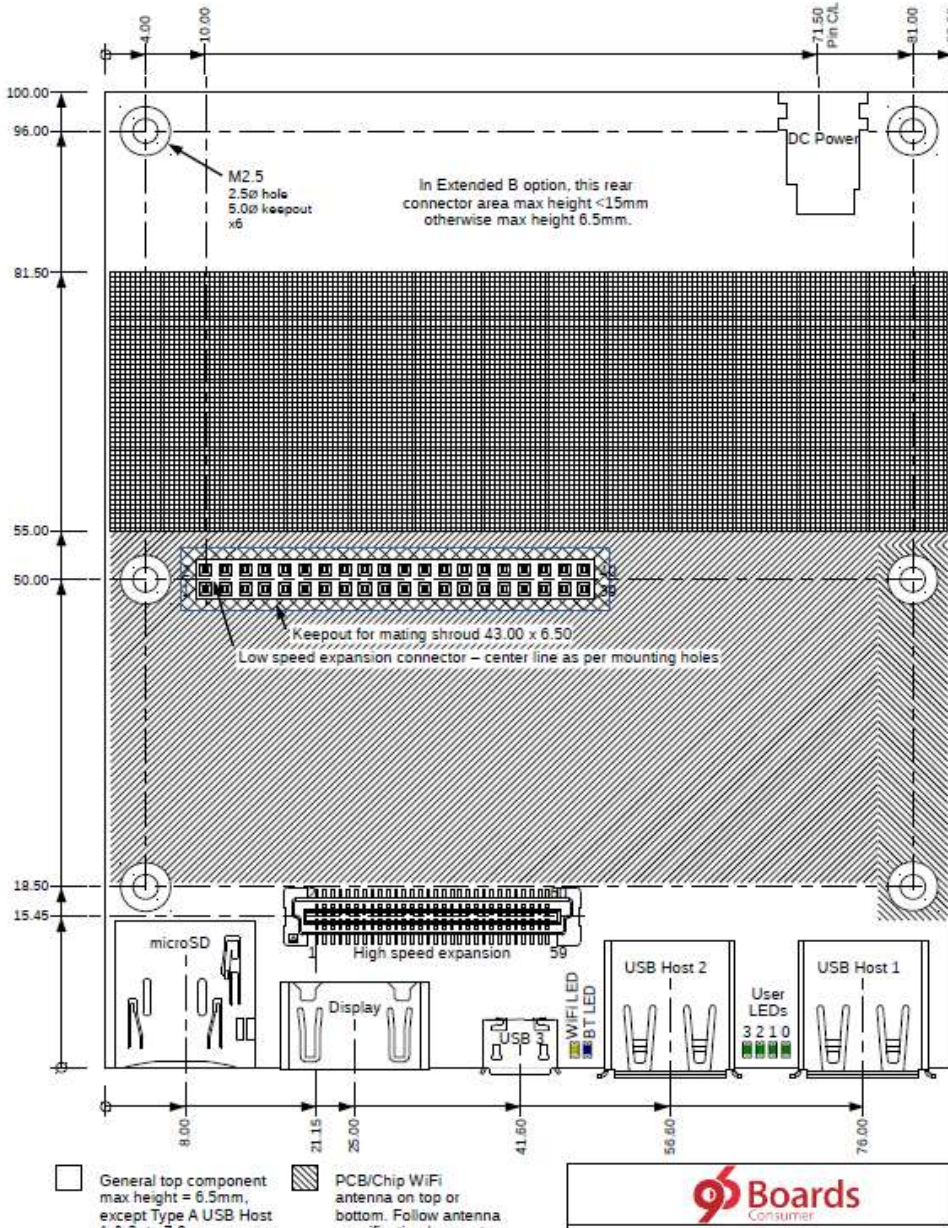 4.00
10.00
71.50
Pin C/L
81.00
100.00
96.00
DC Power
M2.5
2.5Ø hole
5.0Ø keepout
x6
In Extended B option, this rear
connector area max height <15mm
otherwise max height 6.5mm.
81.50
55.00
50.00
Keepout for mating shroud 43.00 x 6.50
Low speed expansion connector – center line as per mounting holes
18.50
15.45
microSD
1
High speed expansion
59
Display
USB 3
WiFi LED
BT LED
USB Host 2
User
LEDs
3 2 1 0
USB Host 1
8.00
21.15
25.00
41.60
56.60
76.00
General top component
max height = 6.5mm,
except Type A USB Host
PCB/Chip WiFi
antenna on top or
bottom. Follow antenna
96 Boards
Consumer